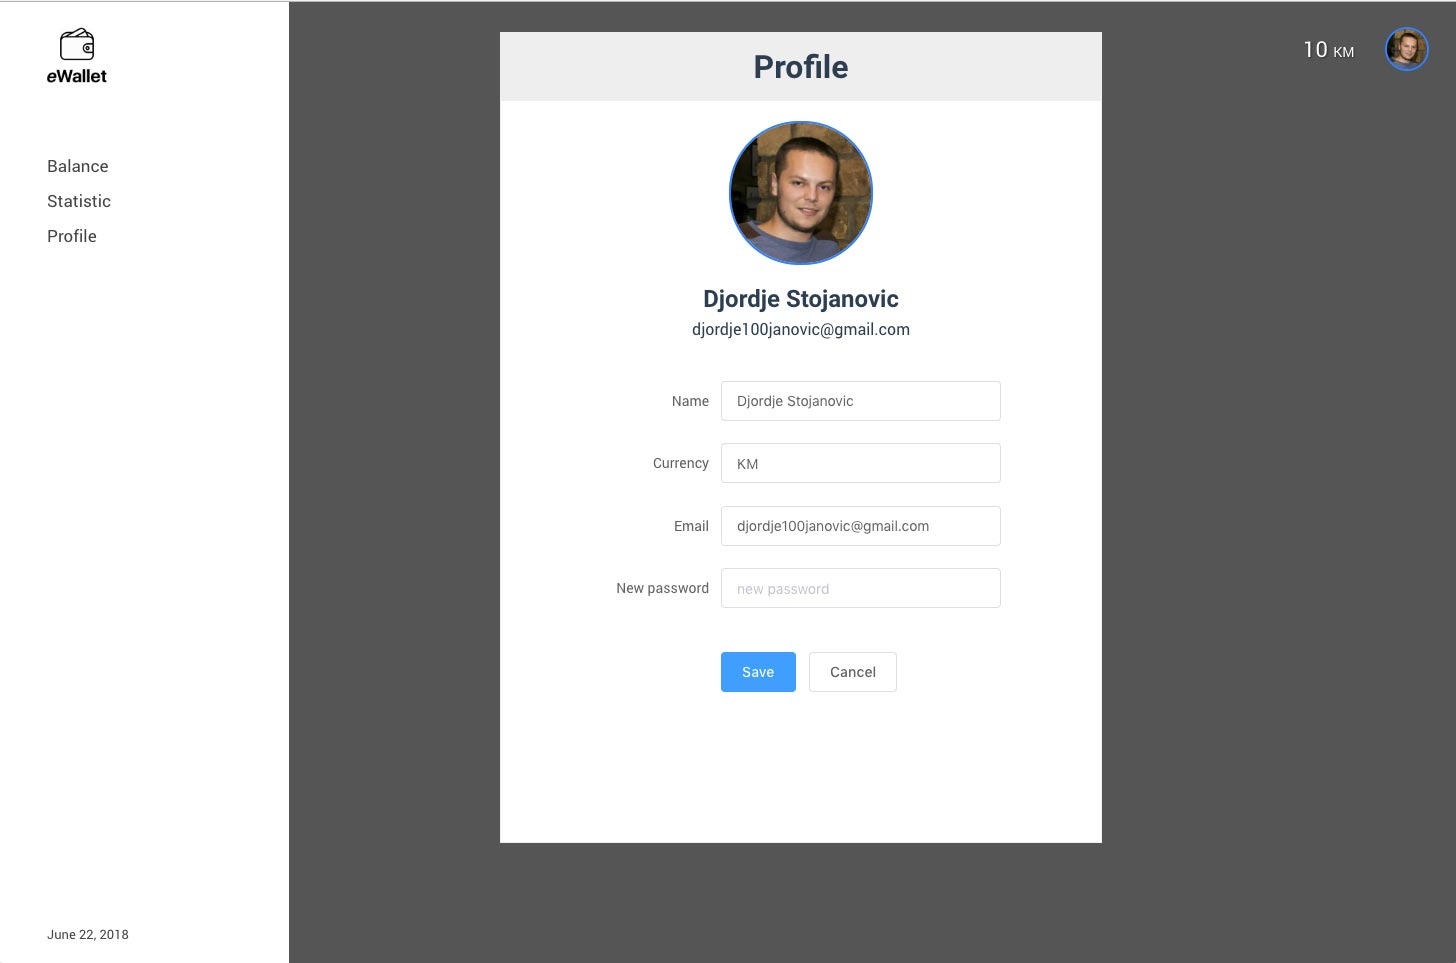 eWallet
Balance
Statistic
Profile
June 22, 2018
10 KM
Profile
Djordje Stojanovic
djordje100janovic@gmail.com
Name Djordje Stojanovic
Currency KM
Email djordje100janovic@gmail.com
New password new password
Save Cancel